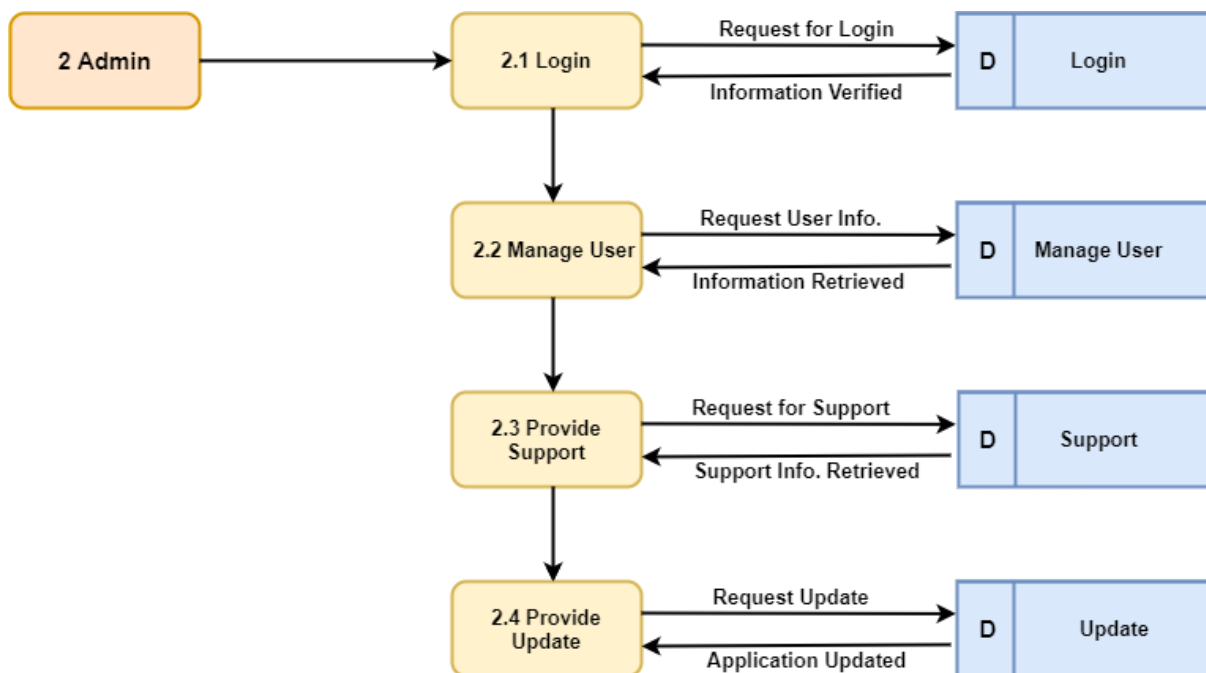 2 Admin
2.1 Login
Request for Login
Information Verified
D
Login
2.2 Manage User
Request User Info.
Information Retrieved
D
Manage User
2.3 Provide
Support
Request for Support
Support Info. Retrieved
D
Support
2.4 Provide
Update
Request Update
Application Updated
D
Update